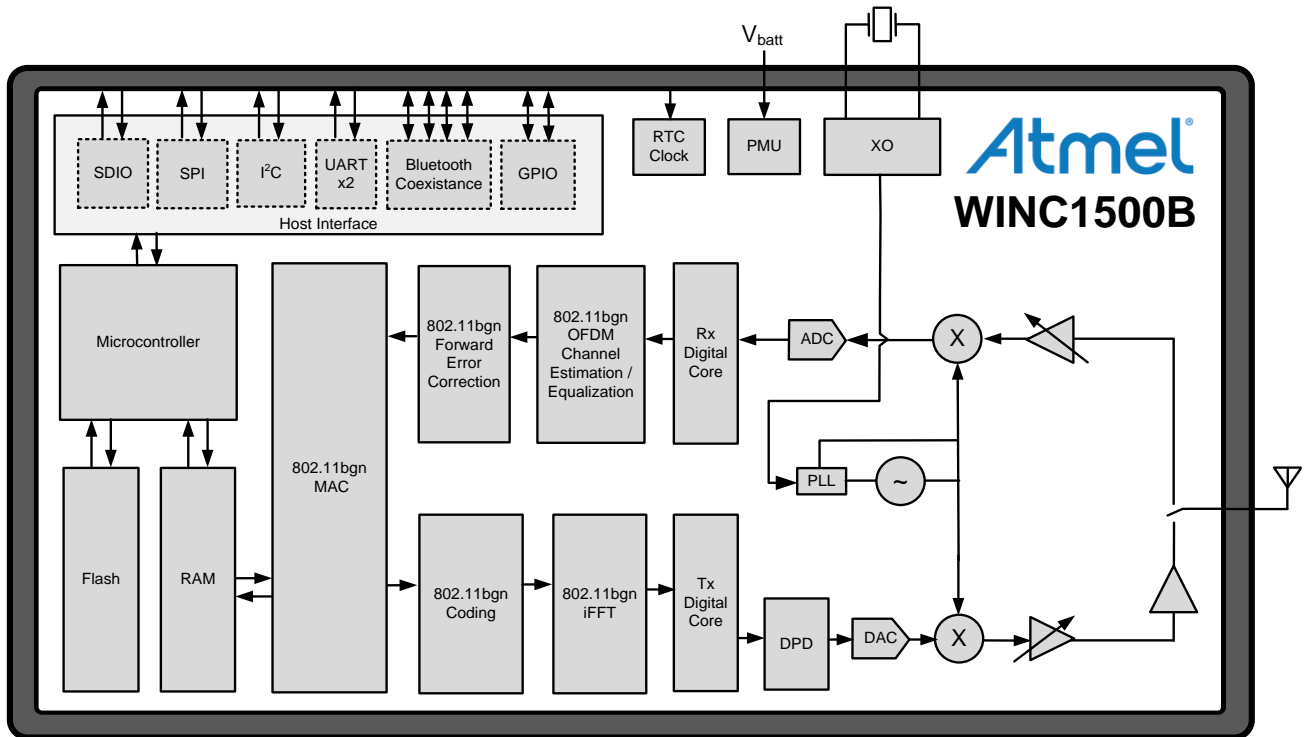 V_batt
Atmel®
WINC1500B
SDIO
SPI
I²C
UART
x2
Bluetooth
Coexistance
GPIO
Host Interface
RTC
Clock
PMU
XO
Microcontroller
802.11bgn
MAC
802.11bgn
Forward
Error
Correction
802.11bgn
OFDM
Channel
Estimation /
Equalization
Rx
Digital
Core
ADC
X
PLL
~
Flash
RAM
802.11bgn
Coding
802.11bgn
iFFT
Tx
Digital
Core
DPD
DAC
X